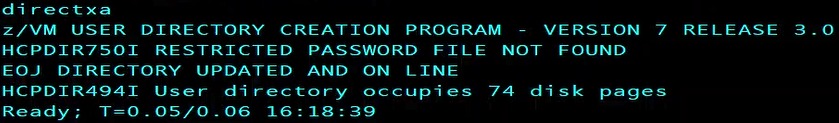 directxa
z/VM USER DIRECTORY CREATION PROGRAM - VERSION 7 RELEASE 3.0
HCPDIR750I RESTRICTED PASSWORD FILE NOT FOUND
EOJ DIRECTORY UPDATED AND ON LINE
HCPDIR494I User directory occupies 74 disk pages
Ready; T=0.05/0.06 16:18:39